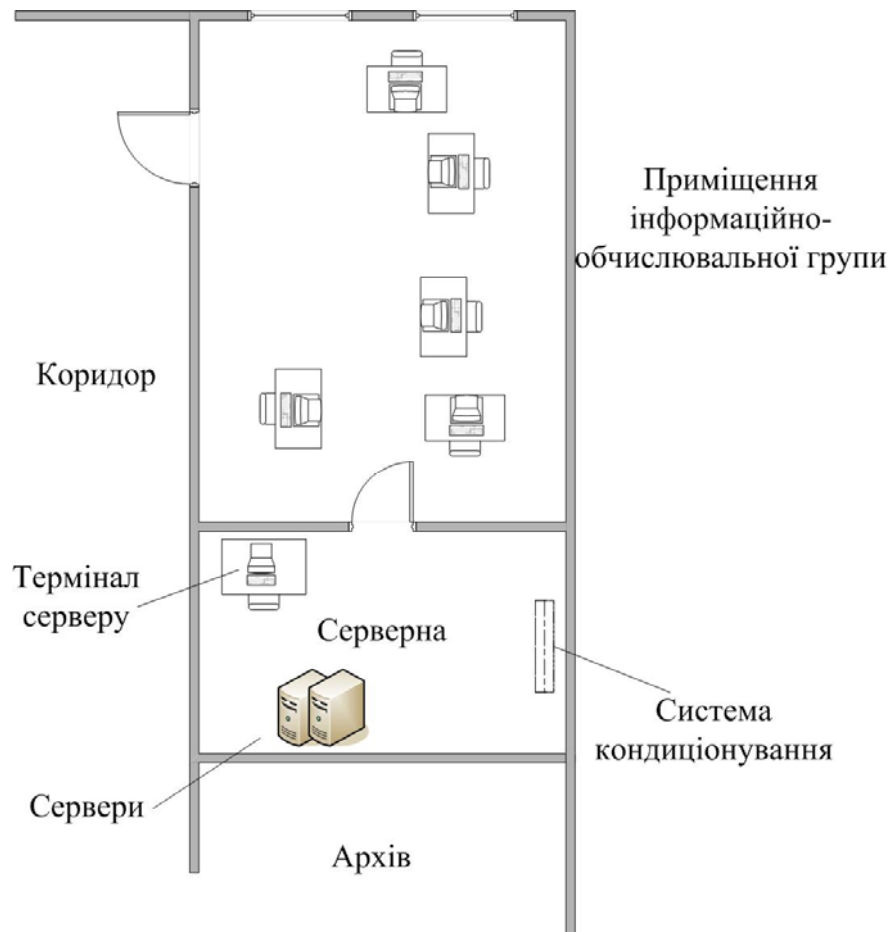 Приміщення
інформаційно-
обчислювальної групи
Коридор
Термінал
серверу
Серверна
Система
кондиціонування
Сервери
Архів